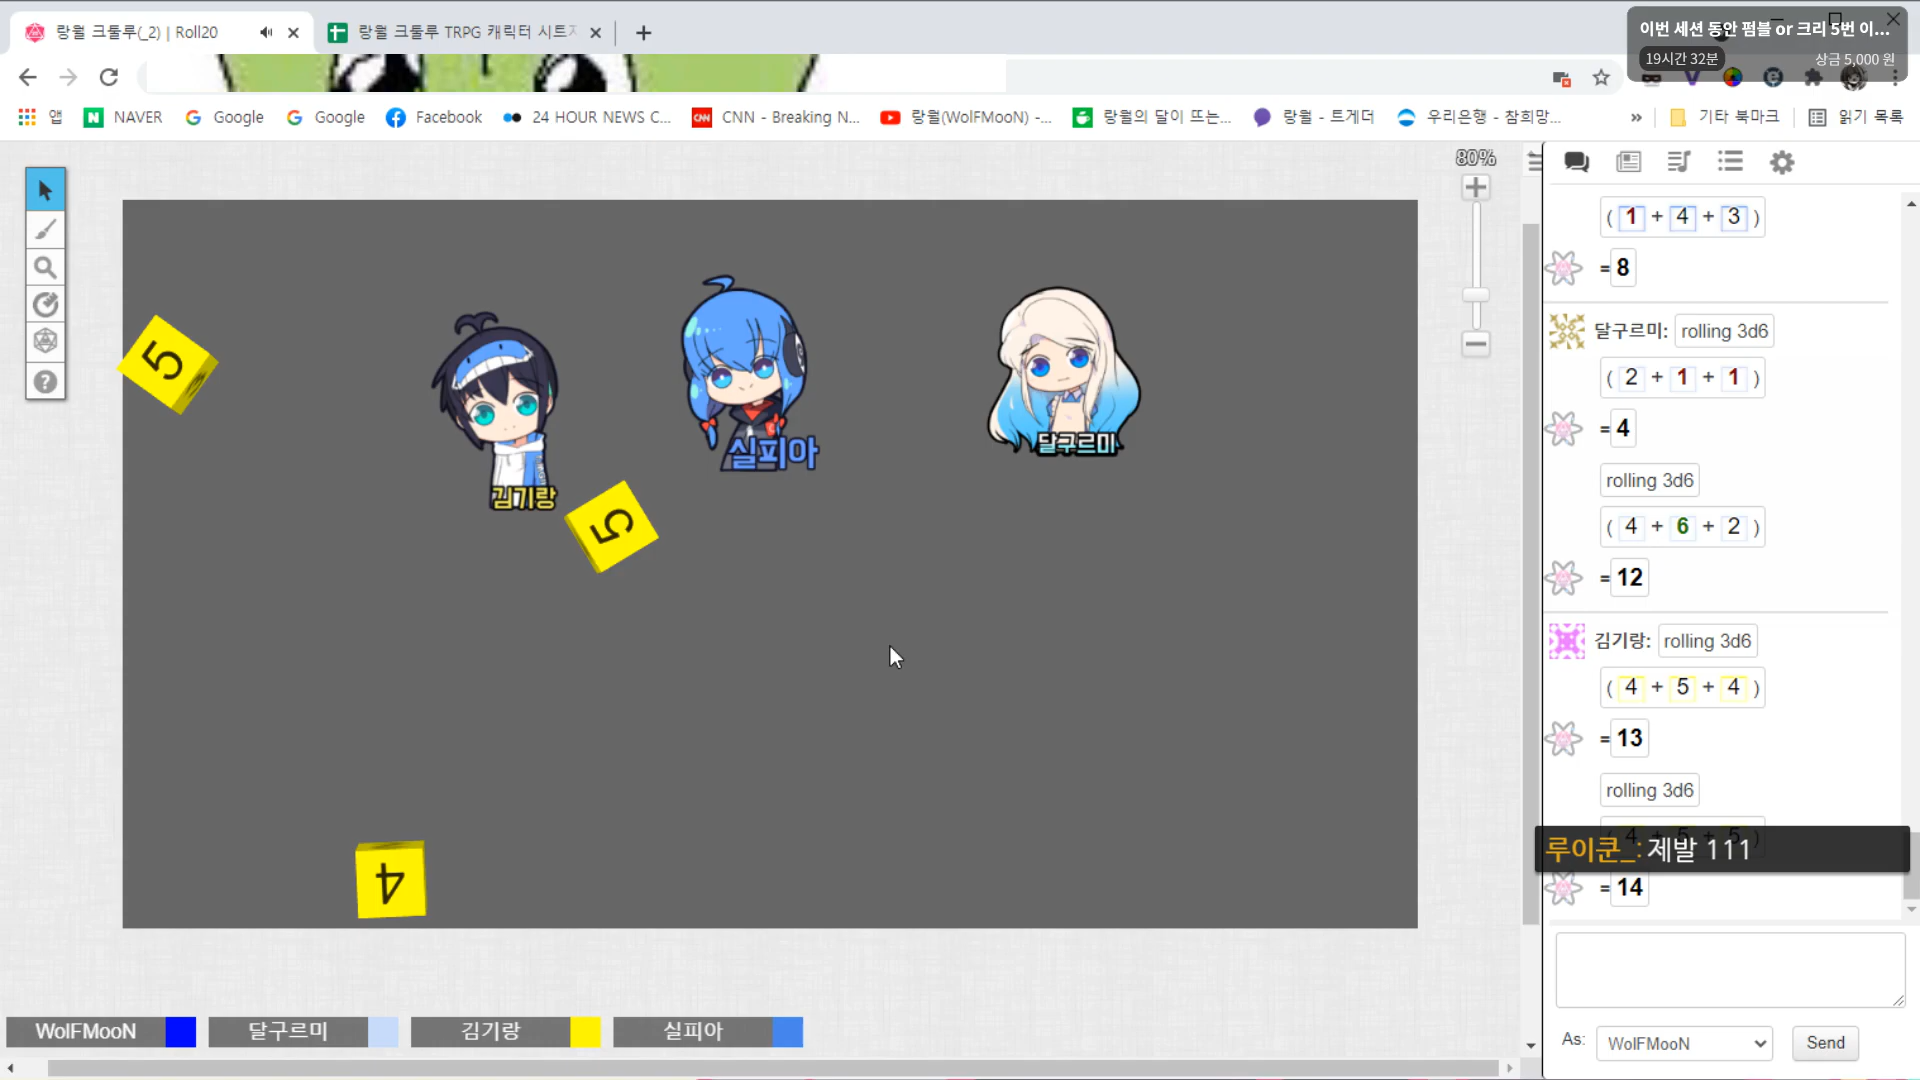 랑월 크툴루(_2) | Roll20
랑월 크툴루 TRPG 캐릭터 시트지
이번 세션 동안 펌블 or 크리 5번 이...
19시간 32분
상금 5,000 원
앱
NAVER
Google
Google
Facebook
24 HOUR NEWS C...
CNN - Breaking N...
랑월(WolFMooN) -...
랑월의 달이 뜨는...
랑월 - 트게더
우리은행 - 참희망...
»
기타 북마크
읽기 목록
80%
( 1 + 4 + 3 )
= 8
달구르미: rolling 3d6
( 2 + 1 + 1 )
= 4
rolling 3d6
( 4 + 6 + 2 )
= 12
김기랑: rolling 3d6
( 4 + 5 + 4 )
= 13
rolling 3d6
( 4 + 5 + 5 )
루이쿤_: 제발 111
= 14
5
실피아
달구르미
김기랑
5
4
WolFMooN
달구르미
김기랑
실피아
As:
WolFMooN
Send